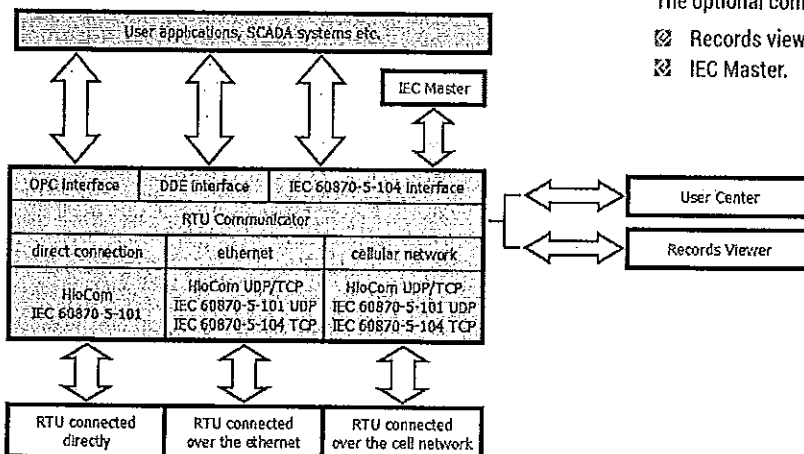 The optional com
Records view
IEC Master.
User applications, SCADA systems etc.
IEC Master
OPC Interface DDE Interface IEC 60870-5-104 Interface
RTU Communicator
direct connection ethernet cellular network
HioCom
IEC 60870-5-101
HioCom UDP/TCP
IEC 60870-5-101 UDP
IEC 60870-5-104 TCP
HioCom UDP/TCP
IEC 60870-5-101 UDP
IEC 60870-5-104 TCP
User Center
Records Viewer
RTU connected
directly
RTU connected
over the ethernet
RTU connected
over the cell network